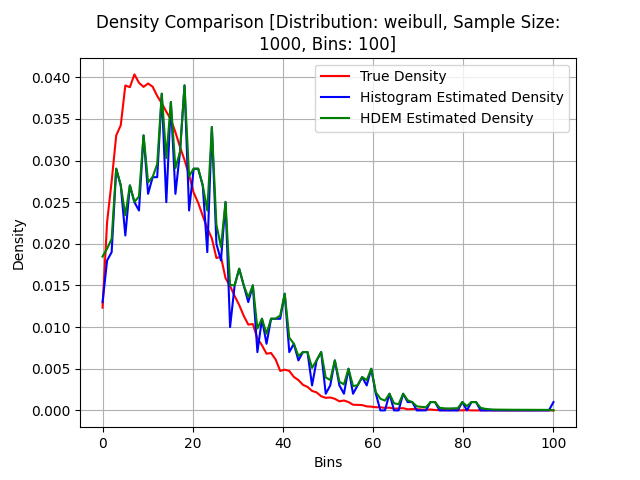 Density Comparison [Distribution: weibull, Sample Size:
1000, Bins: 100]
True Density
Histogram Estimated Density
HDEM Estimated Density
Density
0.040
0.035
0.030
0.025
0.020
0.015
0.010
0.005
0.000
0 20 40 60 80 100
Bins